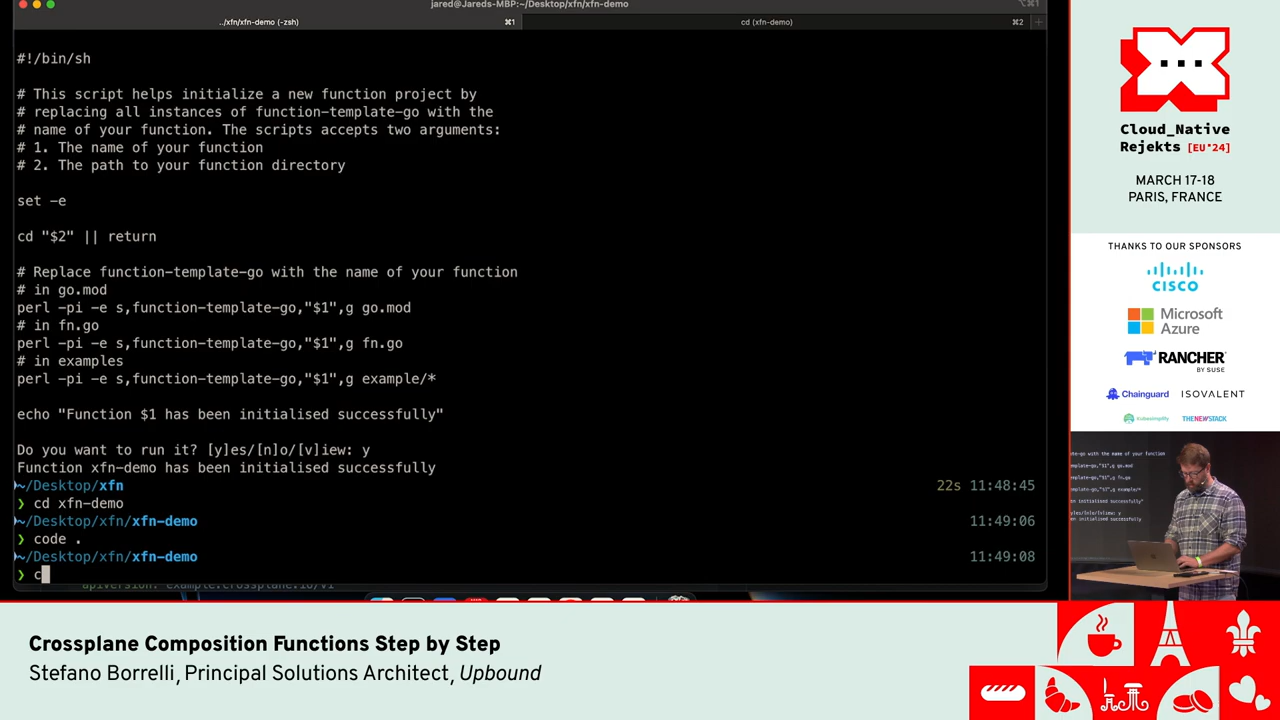 jared@Jareds-MBP:~/Desktop/xfn/xfn-demo
⌥⌘1
../xfn/xfn-demo (-zsh)
⌘1
cd (xfn-demo)
⌘2
+
#!/bin/sh
# This script helps initialize a new function project by
# replacing all instances of function-template-go with the
# name of your function. The scripts accepts two arguments:
# 1. The name of your function
# 2. The path to your function directory
set -e
cd "$2" || return
# Replace function-template-go with the name of your function
# in go.mod
perl -pi -e s,function-template-go,"$1",g go.mod
# in fn.go
perl -pi -e s,function-template-go,"$1",g fn.go
# in examples
perl -pi -e s,function-template-go,"$1",g example/*
echo "Function $1 has been initialised successfully"
Do you want to run it? [y]es/[n]o/[v]iew: y
Function xfn-demo has been initialised successfully
~/Desktop/xfn
22s 11:48:45
❯ cd xfn-demo
~/Desktop/xfn/xfn-demo
11:49:06
❯ code .
~/Desktop/xfn/xfn-demo
11:49:08
❯ c
apiVersion: example.crossplane.io/v1
Cloud_Native
Rejekts [EU°24]
MARCH 17-18
PARIS, FRANCE
THANKS TO OUR SPONSORS
CISCO
Microsoft
Azure
RANCHER
BY SUSE
Chainguard
ISOVALENT
kubesimplify
THENEWSTACK
Crossplane Composition Functions Step by Step
Stefano Borrelli, Principal Solutions Architect, Upbound